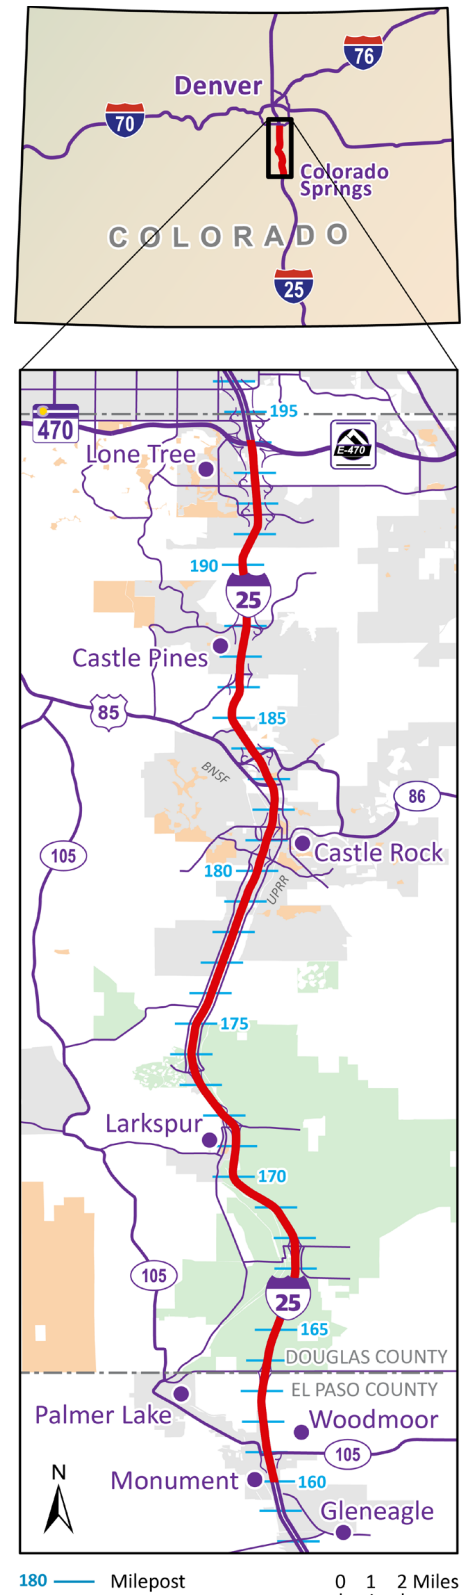 76
Denver
70
Colorado
Springs
COLORADO
25
195
470
E-470
Lone Tree
190
25
Castle Pines
85
185
BNSF
86
105
Castle Rock
180
UPRR
175
Larkspur
170
105
25
165
DOUGLAS COUNTY
EL PASO COUNTY
Palmer Lake
Woodmoor
105
N
Monument
160
Gleneagle
180 Milepost
0 1 2 Miles